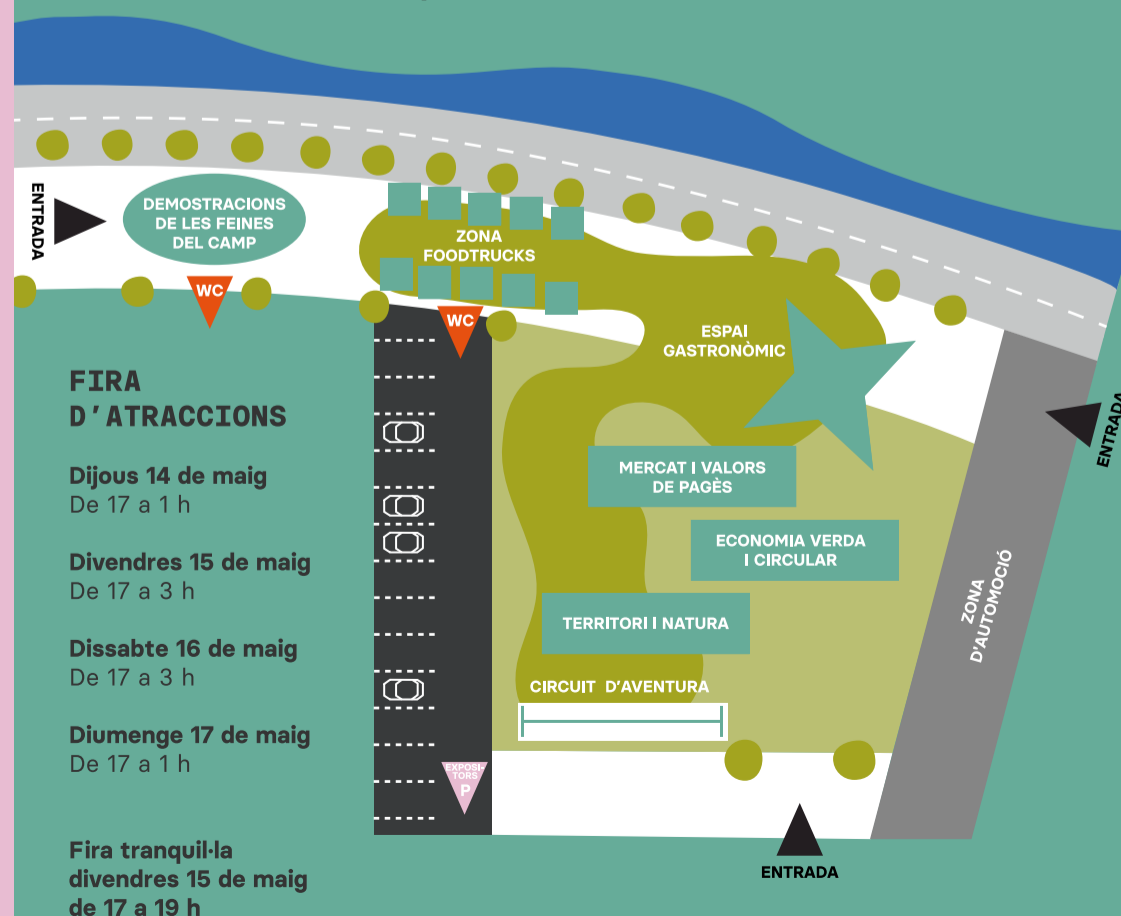 ENTRADA
DEMOSTRACIONS
DE LES FEINES
DEL CAMP
WC
ZONA
FOODTRUCKS
WC
ESPAI
GASTRONÒMIC
ENTRADA
MERCAT I VALORS
DE PAGÈS
ECONOMIA VERDA
I CIRCULAR
TERRITORI I NATURA
ZONA
D'AUTOMOCIÓ
CIRCUIT D'AVENTURA
EXPOSI-
TORS
P
ENTRADA
FIRA
D'ATRACCIONS
Dijous 14 de maig
De 17 a 1 h
Divendres 15 de maig
De 17 a 3 h
Dissabte 16 de maig
De 17 a 3 h
Diumenge 17 de maig
De 17 a 1 h
Fira tranquil·la
divendres 15 de maig
de 17 a 19 h